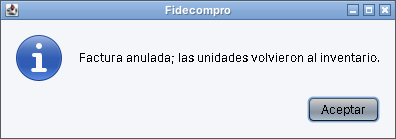 Fidecompro
Factura anulada; las unidades volvieron al inventario.
Aceptar